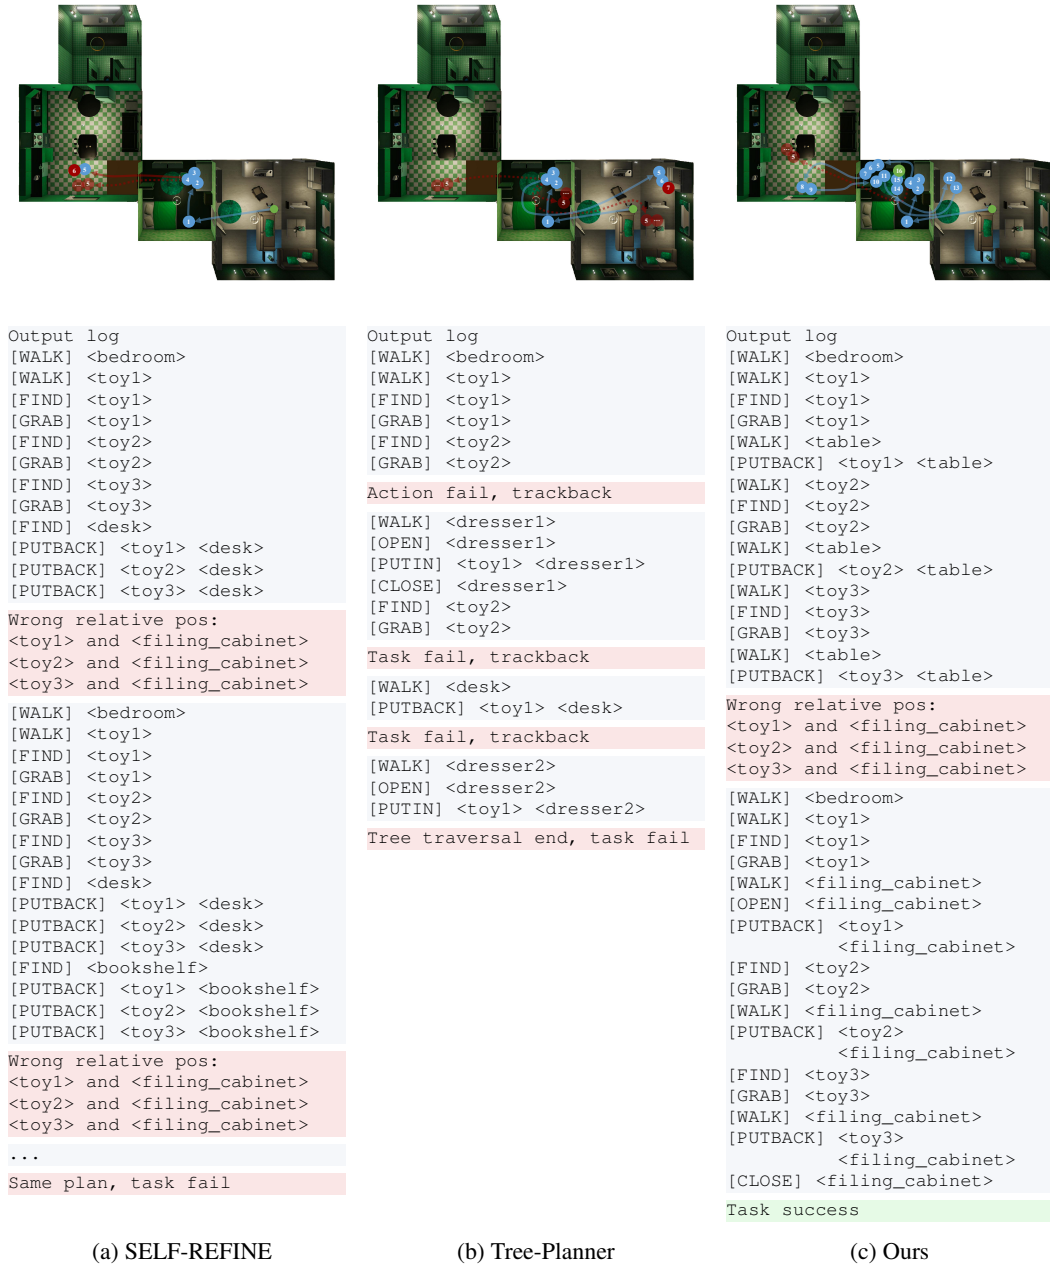 Output log
[WALK] <bedroom>
[WALK] <toy1>
[FIND] <toy1>
[GRAB] <toy1>
[FIND] <toy2>
[GRAB] <toy2>
[FIND] <toy3>
[GRAB] <toy3>
[FIND] <desk>
[PUTBACK] <toy1> <desk>
[PUTBACK] <toy2> <desk>
[PUTBACK] <toy3> <desk>
Wrong relative pos:
<toy1> and <filing_cabinet>
<toy2> and <filing_cabinet>
<toy3> and <filing_cabinet>
[WALK] <bedroom>
[WALK] <toy1>
[FIND] <toy1>
[GRAB] <toy1>
[FIND] <toy2>
[GRAB] <toy2>
[FIND] <toy3>
[GRAB] <toy3>
[FIND] <desk>
[PUTBACK] <toy1> <desk>
[PUTBACK] <toy2> <desk>
[PUTBACK] <toy3> <desk>
[FIND] <bookshelf>
[PUTBACK] <toy1> <bookshelf>
[PUTBACK] <toy2> <bookshelf>
[PUTBACK] <toy3> <bookshelf>
Wrong relative pos:
<toy1> and <filing_cabinet>
<toy2> and <filing_cabinet>
<toy3> and <filing_cabinet>
...
Same plan, task fail
(a) SELF-REFINE
Output log
[WALK] <bedroom>
[WALK] <toy1>
[FIND] <toy1>
[GRAB] <toy1>
[FIND] <toy2>
[GRAB] <toy2>
Action fail, trackback
[WALK] <dresser1>
[OPEN] <dresser1>
[PUTIN] <toy1> <dresser1>
[CLOSE] <dresser1>
[FIND] <toy2>
[GRAB] <toy2>
Task fail, trackback
[WALK] <desk>
[PUTBACK] <toy1> <desk>
Task fail, trackback
[WALK] <dresser2>
[OPEN] <dresser2>
[PUTIN] <toy1> <dresser2>
Tree traversal end, task fail
(b) Tree-Planner
Output log
[WALK] <bedroom>
[WALK] <toy1>
[FIND] <toy1>
[GRAB] <toy1>
[WALK] <table>
[PUTBACK] <toy1> <table>
[WALK] <toy2>
[FIND] <toy2>
[GRAB] <toy2>
[WALK] <table>
[PUTBACK] <toy2> <table>
[WALK] <toy3>
[FIND] <toy3>
[GRAB] <toy3>
[WALK] <table>
[PUTBACK] <toy3> <table>
Wrong relative pos:
<toy1> and <filing_cabinet>
<toy2> and <filing_cabinet>
<toy3> and <filing_cabinet>
[WALK] <bedroom>
[WALK] <toy1>
[FIND] <toy1>
[GRAB] <toy1>
[WALK] <filing_cabinet>
[OPEN] <filing_cabinet>
[PUTBACK] <toy1>
<filing_cabinet>
[FIND] <toy2>
[GRAB] <toy2>
[WALK] <filing_cabinet>
[PUTBACK] <toy2>
<filing_cabinet>
[FIND] <toy3>
[GRAB] <toy3>
[WALK] <filing_cabinet>
[PUTBACK] <toy3>
<filing_cabinet>
[CLOSE] <filing_cabinet>
Task success
(c) Ours